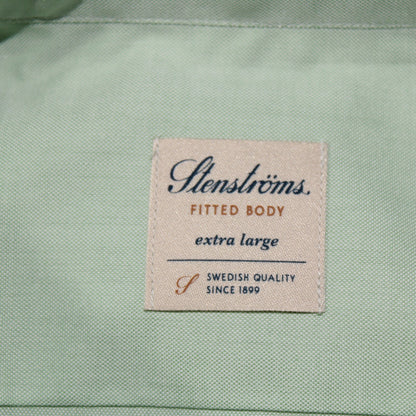 Stenströms.
FITTED BODY
extra large
S SWEDISH QUALITY
SINCE 1899